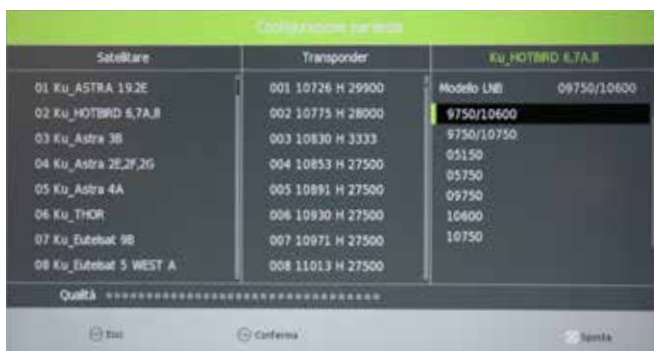 Configurazione parametri
Satellitare Transponder Ku_HOTBIRD 6,7A,8
01 Ku_ASTRA 19.2E 001 10726 H 29900 Modello LNB 09750/10600
02 Ku_HOTBIRD 6,7A,8 002 10775 H 28000 9750/10600
03 Ku_Astra 3B 003 10830 H 3333 9750/10750
04 Ku_Astra 2E,2F,2G 004 10853 H 27500 05150
05 Ku_Astra 4A 005 10891 H 27500 05750
06 Ku_THOR 006 10930 H 27500 09750
07 Ku_Eutelsat 9B 007 10971 H 27500 10600
08 Ku_Eutelsat 5 WEST A 008 11013 H 27500 10750
Qualità
Esci Conferma Sposta